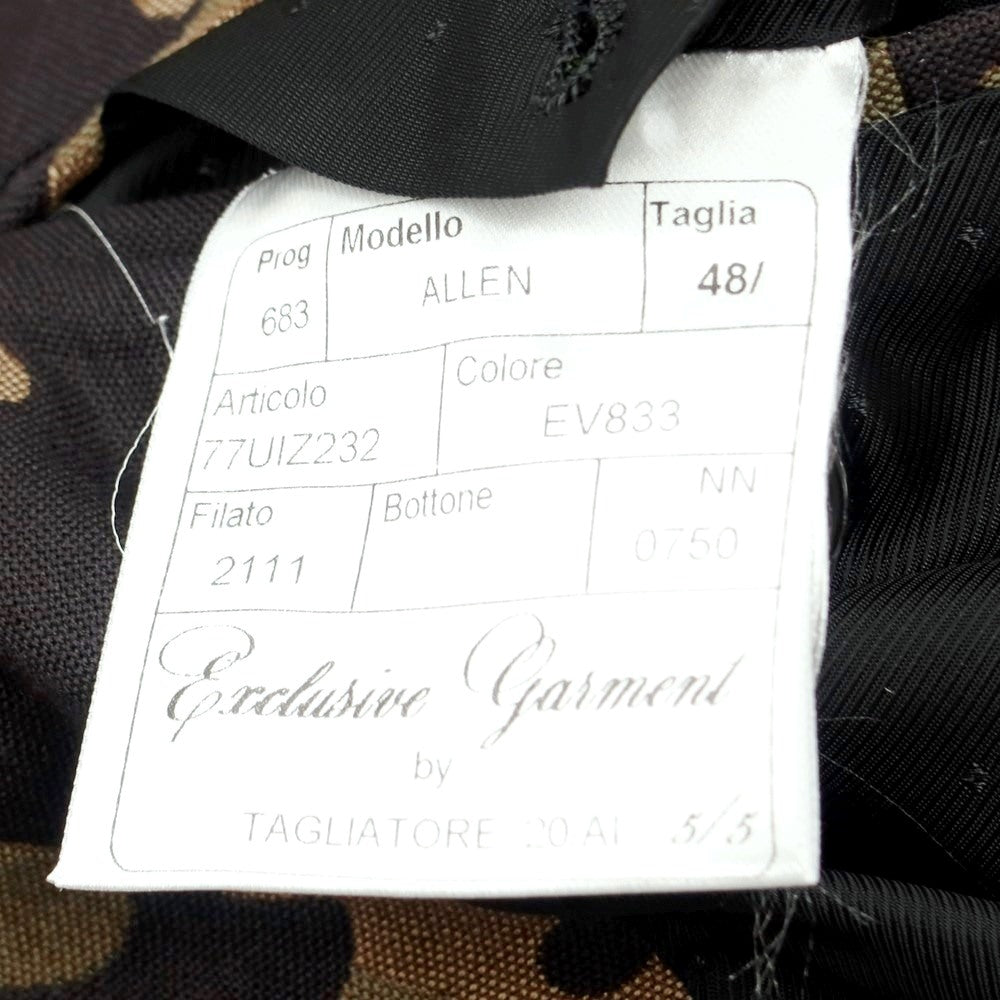 Prog Modello Taglia
683 ALLEN 48/
Articolo Colore
77UIZ232 EV833
Filato Bottone NN
2111 0750
Exclusive Garment
by
TAGLIATORE 20 AI 5/5